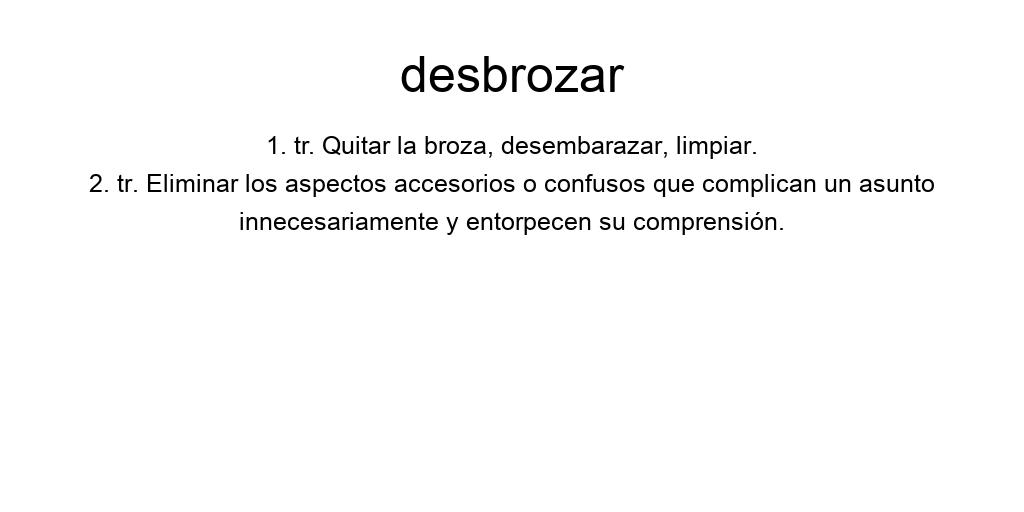 desbrozar
1. tr. Quitar la broza, desembarazar, limpiar.
2. tr. Eliminar los aspectos accesorios o confusos que complican un asunto
innecesariamente y entorpecen su comprensión.